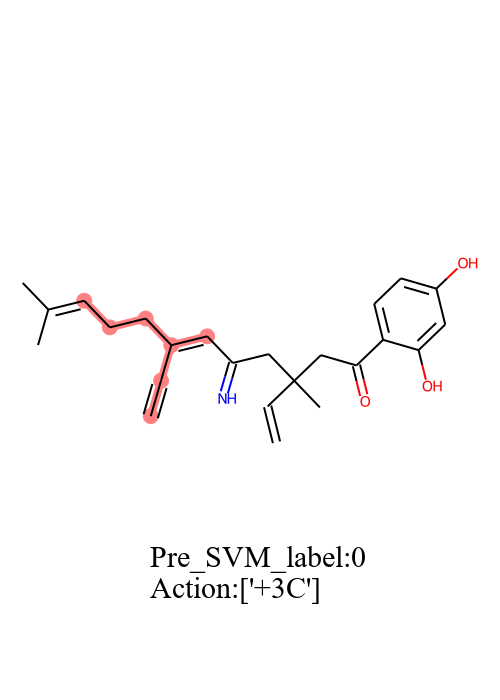 OH
NH
OH
O
Pre_SVM_label:0
Action:['+3C']